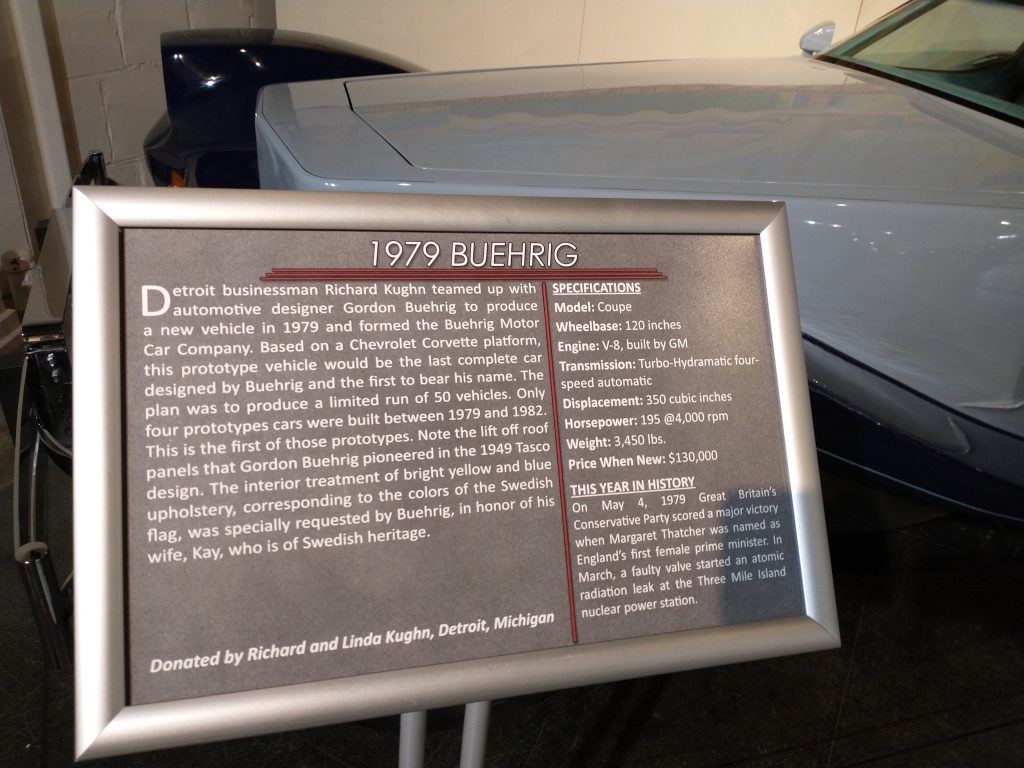 1979 BUEHRIG
Detroit businessman Richard Kughn teamed up with
automotive designer Gordon Buehrig to produce
a new vehicle in 1979 and formed the Buehrig Motor
Car Company. Based on a Chevrolet Corvette platform,
this prototype vehicle would be the last complete car
designed by Buehrig and the first to bear his name. The
plan was to produce a limited run of 50 vehicles. Only
four prototypes cars were built between 1979 and 1982.
This is the first of those prototypes. Note the lift off roof
panels that Gordon Buehrig pioneered in the 1949 Tasco
design. The interior treatment of bright yellow and blue
upholstery, corresponding to the colors of the Swedish
flag, was specially requested by Buehrig, in honor of his
wife, Kay, who is of Swedish heritage.
Donated by Richard and Linda Kughn, Detroit, Michigan
SPECIFICATIONS
Model: Coupe
Wheelbase: 120 inches
Engine: V-8, built by GM
Transmission: Turbo-Hydramatic four-
speed automatic
Displacement: 350 cubic inches
Horsepower: 195 @4,000 rpm
Weight: 3,450 lbs.
Price When New: $130,000
THIS YEAR IN HISTORY
On May 4, 1979 Great Britain's
Conservative Party scored a major victory
when Margaret Thatcher was named as
England's first female prime minister. In
March, a faulty valve started an atomic
radiation leak at the Three Mile Island
nuclear power station.